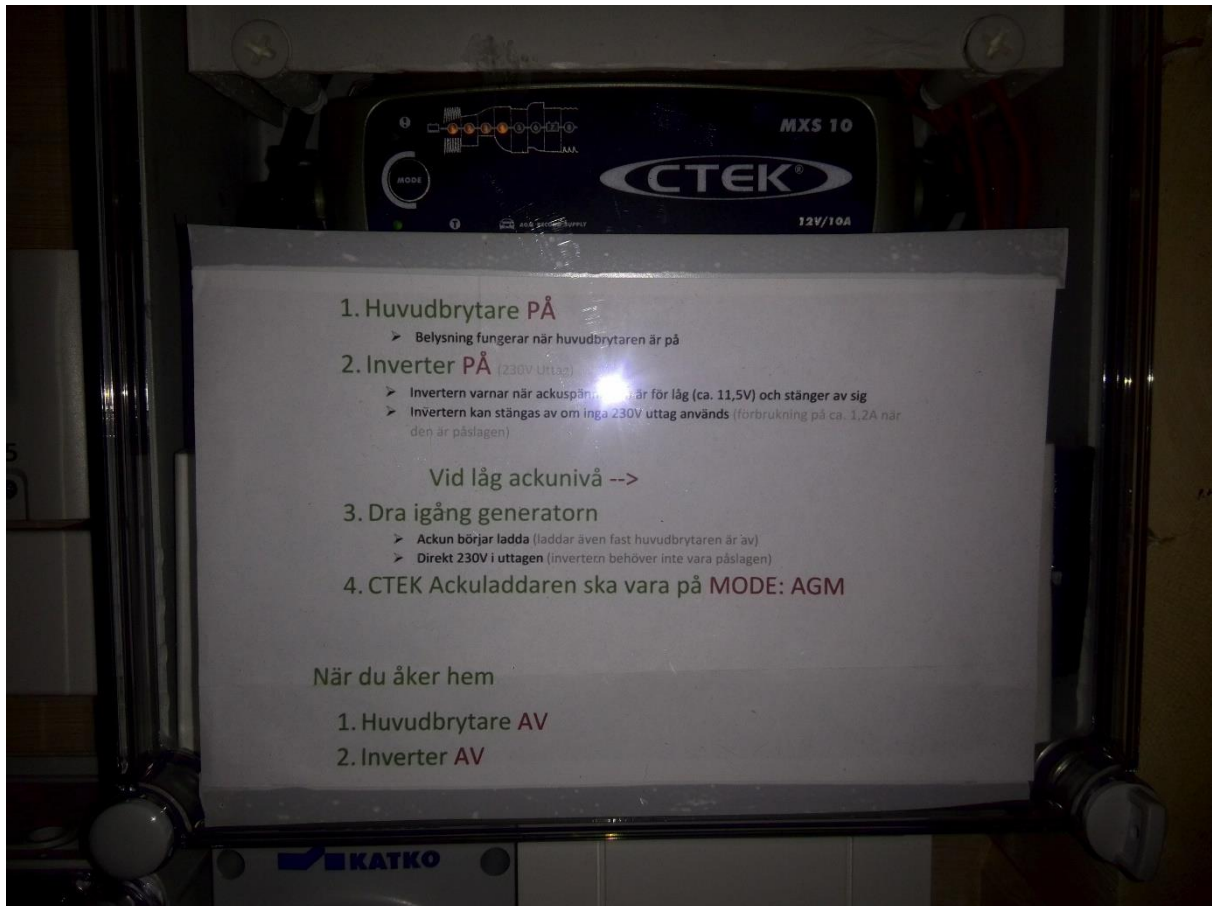 MXS 10
CTEK®
MODE
12V/10A
AGM RECOND SUPPLY
1. Huvudbrytare PÅ
➤ Belysning fungerar när huvudbrytaren är på
2. Inverter PÅ (230V Uttag)
➤ Invertern varnar när är för låg (ca. 11,5V) och stänger av sig
➤ Invertern kan stängas av om inga 230V uttag används (förbrukning på ca. 1,2A när
den är påslagen)
Vid låg ackunivå -->
3. Dra igång generatorn
➤ Ackun börjar ladda (laddar även fast huvudbrytaren är av)
➤ Direkt 230V i uttagen (invertern behöver inte vara påslagen)
4. CTEK Ackuladdaren ska vara på MODE: AGM
När du åker hem
1. Huvudbrytare AV
2. Inverter AV
KATKO